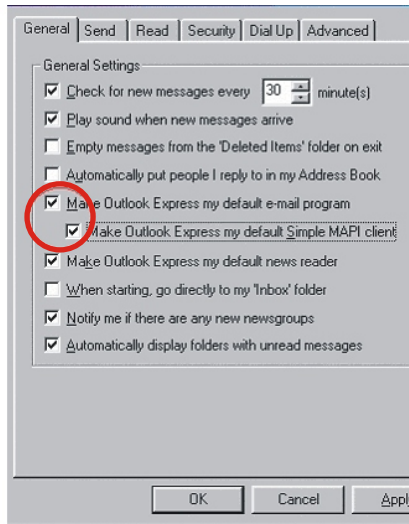 General Send Read Security Dial Up Advanced
General Settings
Check for new messages every 30 minute(s)
Play sound when new messages arrive
Empty messages from the 'Deleted Items' folder on exit
Automatically put people I reply to in my Address Book
Make Outlook Express my default e-mail program
Make Outlook Express my default Simple MAPI client
Make Outlook Express my default news reader
When starting, go directly to my 'Inbox' folder
Notify me if there are any new newsgroups
Automatically display folders with unread messages
OK Cancel Appl